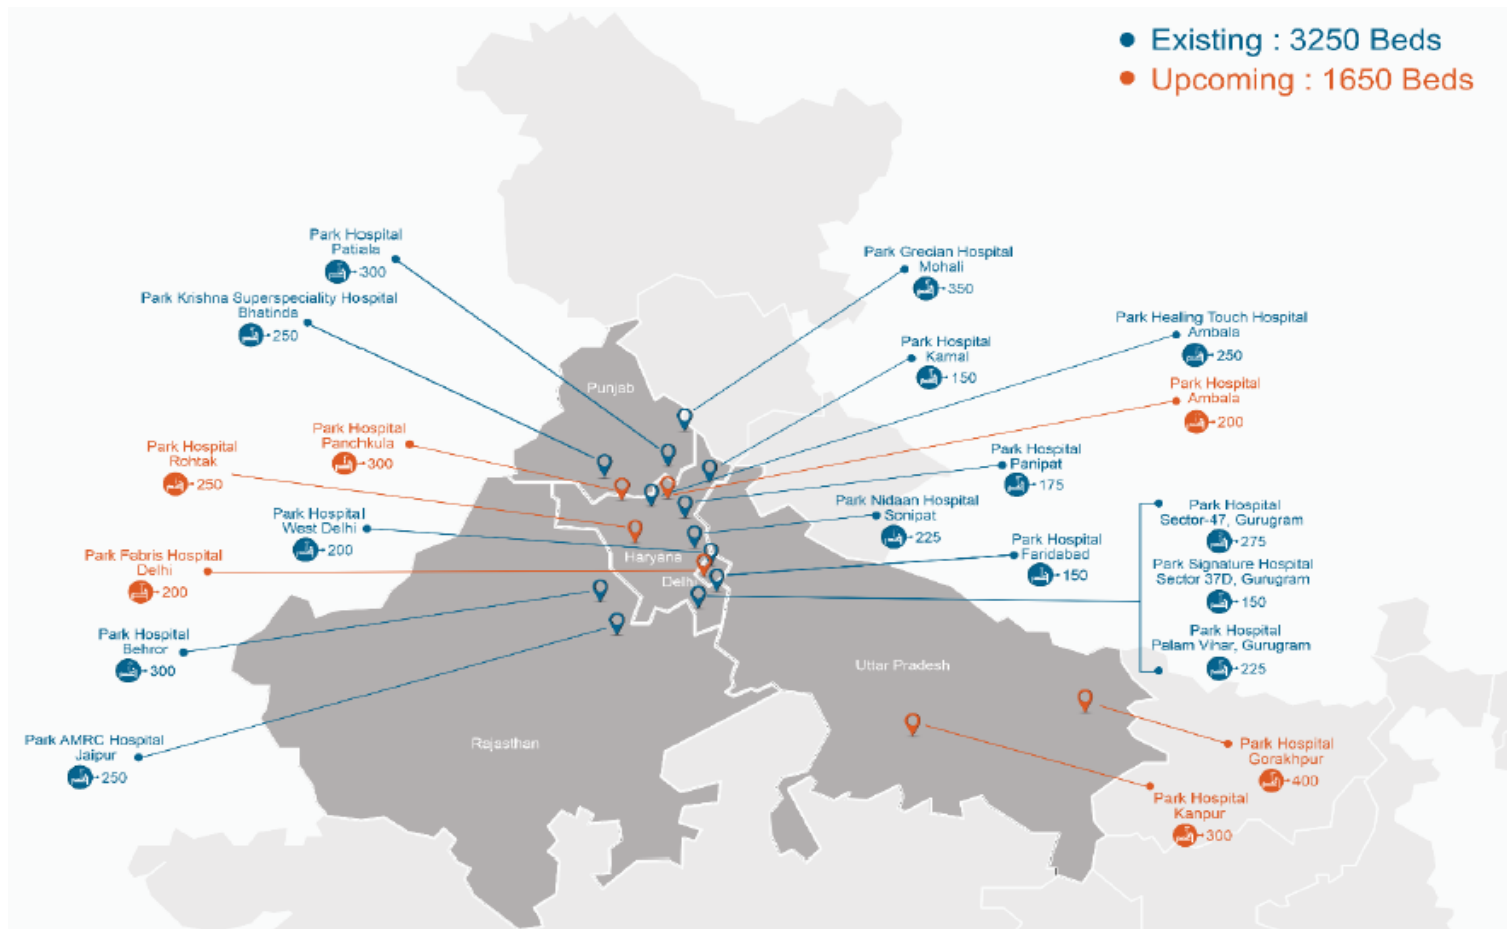 Existing : 3250 Beds
Upcoming : 1650 Beds
Park Hospital
Patiala
300
Park Krishna Superspeciality Hospital
Bhatinda
250
Park Grecian Hospital
Mohali
350
Park Hospital
Karnal
150
Park Healing Touch Hospital
Ambala
250
Park Hospital
Ambala
200
Punjab
Park Hospital
Panchkula
300
Park Hospital
Rohtak
250
Park Hospital
Panipat
175
Park Nidaan Hospital
Sonipat
225
Park Hospital
West Delhi
200
Park Hospital
Faridabad
150
Park Hospital
Sector-47, Gurugram
275
Park Signature Hospital
Sector 37D, Gurugram
150
Park Hospital
Palam Vihar, Gurugram
225
Park Febris Hospital
Delhi
200
Haryana
Delhi
Park Hospital
Behror
300
Uttar Pradesh
Rajasthan
Park AMRC Hospital
Jaipur
250
Park Hospital
Gorakhpur
400
Park Hospital
Kanpur
300